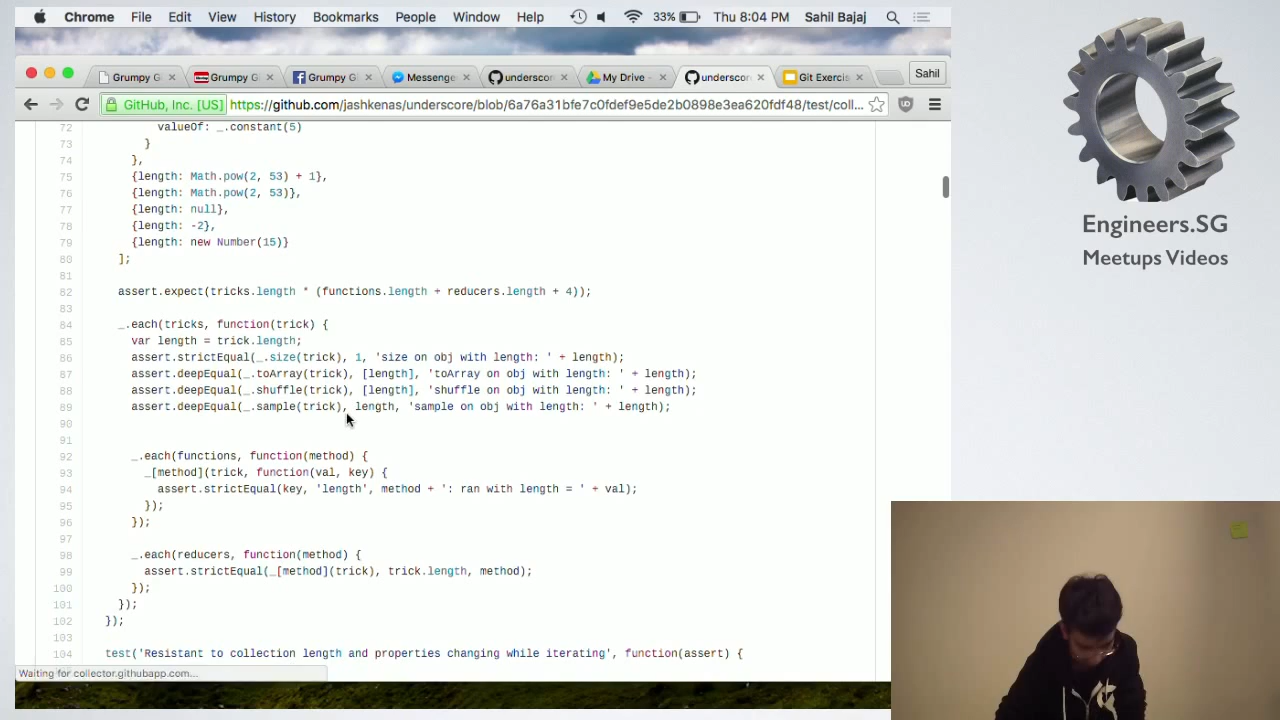 Chrome File Edit View History Bookmarks People Window Help 33% Thu 8:04 PM Sahil Bajaj
Grumpy G Grumpy G Grumpy G Messenge underscor My Drive - underscor Git Exercis Sahil
GitHub, Inc. [US] https://github.com/jashkenas/underscore/blob/6a76a31bfe7c0fdef9e5de2b0898e3ea620fdf48/test/coll...
72 valueOf: _.constant(5)
73 }
74 },
75 {length: Math.pow(2, 53) + 1},
76 {length: Math.pow(2, 53)},
77 {length: null},
78 {length: -2},
79 {length: new Number(15)}
80 ];
81
82 assert.expect(tricks.length * (functions.length + reducers.length + 4));
83
84 _.each(tricks, function(trick) {
85 var length = trick.length;
86 assert.strictEqual(_.size(trick), 1, 'size on obj with length: ' + length);
87 assert.deepEqual(_.toArray(trick), [length], 'toArray on obj with length: ' + length);
88 assert.deepEqual(_.shuffle(trick), [length], 'shuffle on obj with length: ' + length);
89 assert.deepEqual(_.sample(trick), length, 'sample on obj with length: ' + length);
90
91
92 _.each(functions, function(method) {
93 _[method](trick, function(val, key) {
94 assert.strictEqual(key, 'length', method + ': ran with length = ' + val);
95 });
96 });
97
98 _.each(reducers, function(method) {
99 assert.strictEqual(_[method](trick), trick.length, method);
100 });
101 });
102 });
103
104 test('Resistant to collection length and properties changing while iterating', function(assert) {
Waiting for collector.githubapp.com...
Engineers.SG
Meetups Videos